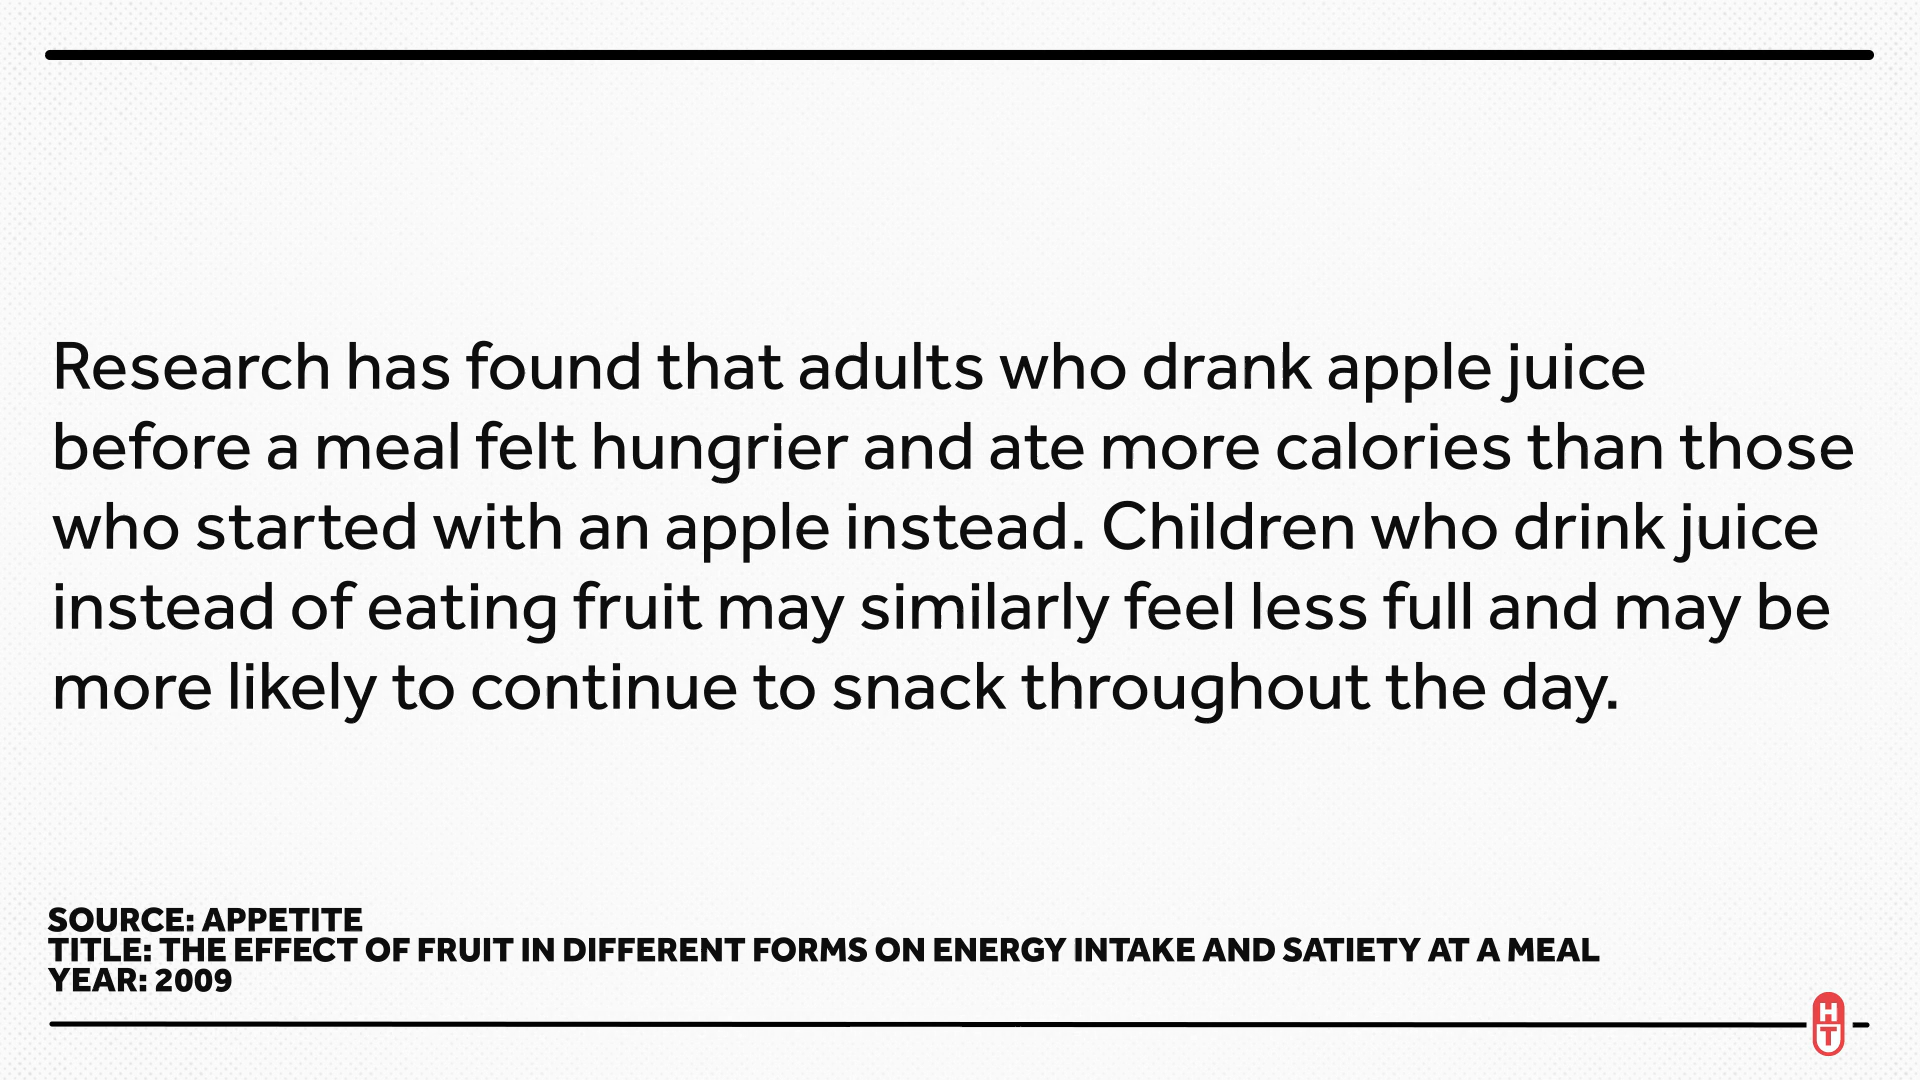 Research has found that adults who drank apple juice
before a meal felt hungrier and ate more calories than those
who started with an apple instead. Children who drink juice
instead of eating fruit may similarly feel less full and may be
more likely to continue to snack throughout the day.
SOURCE: APPETITE
TITLE: THE EFFECT OF FRUIT IN DIFFERENT FORMS ON ENERGY INTAKE AND SATIETY AT A MEAL
YEAR: 2009
H
T